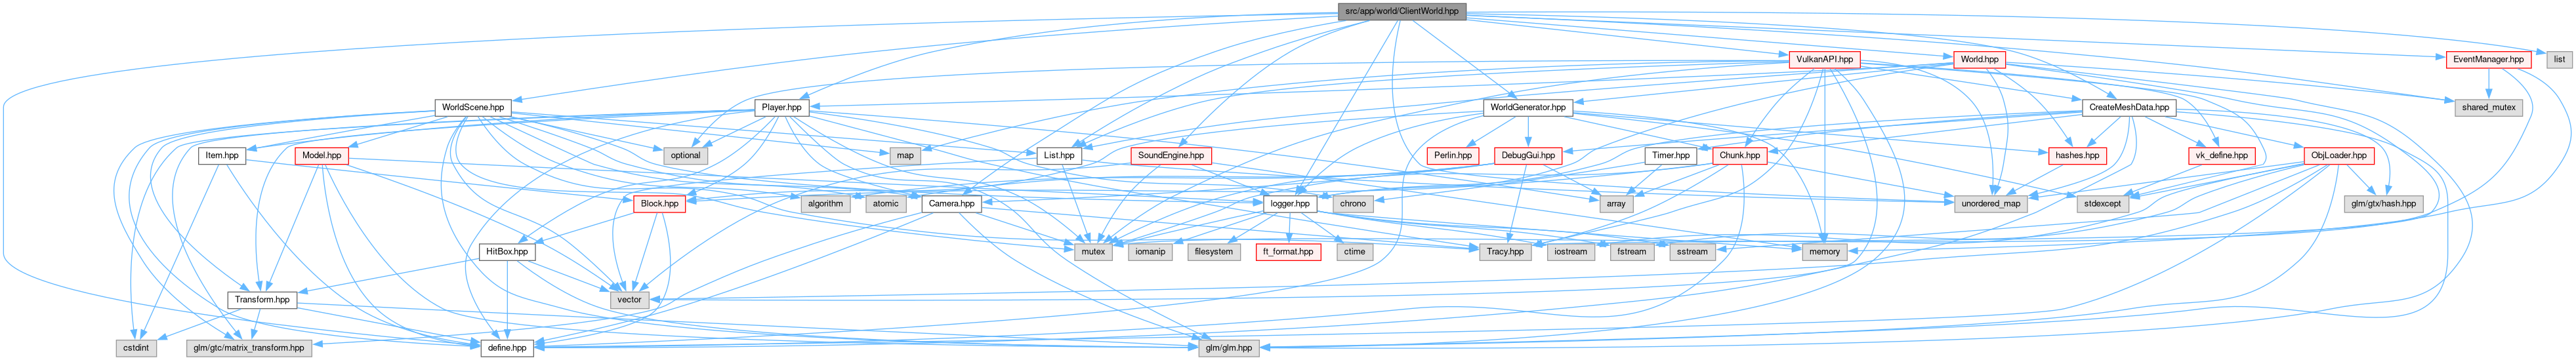 src/app/world/ClientWorld.hpp
VulkanAPI.hpp
World.hpp
EventManager.hpp
list
WorldScene.hpp
Player.hpp
WorldGenerator.hpp
CreateMeshData.hpp
shared_mutex
Item.hpp
Model.hpp
optional
map
List.hpp
SoundEngine.hpp
Perlin.hpp
DebugGui.hpp
Timer.hpp
Chunk.hpp
hashes.hpp
vk_define.hpp
ObjLoader.hpp
Block.hpp
algorithm
atomic
Camera.hpp
logger.hpp
chrono
array
unordered_map
stdexcept
glm/gtx/hash.hpp
HitBox.hpp
mutex
iomanip
filesystem
ft_format.hpp
ctime
Tracy.hpp
iostream
fstream
sstream
memory
Transform.hpp
vector
cstdint
glm/gtc/matrix_transform.hpp
define.hpp
glm/glm.hpp